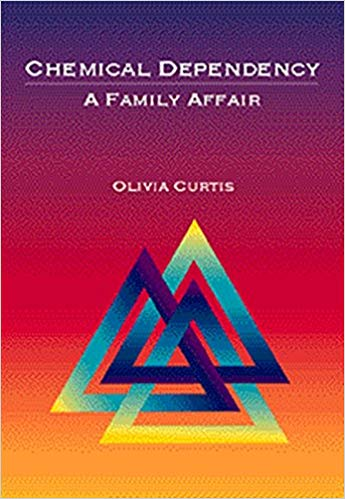 CHEMICAL DEPENDENCY
A FAMILY AFFAIR
OLIVIA CURTIS